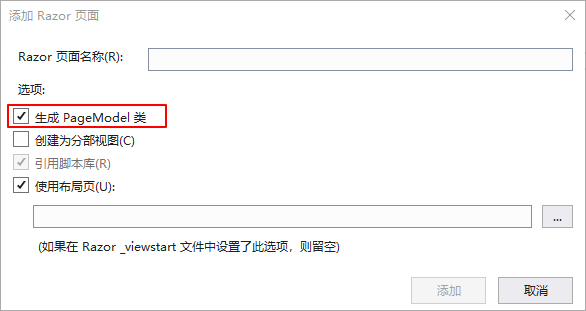 添加 Razor 页面
Razor 页面名称(R):
选项:
生成 PageModel 类
创建为分部视图(C)
引用脚本库(R)
使用布局页(U):
...
(如果在 Razor _viewstart 文件中设置了此选项，则留空)
添加 取消